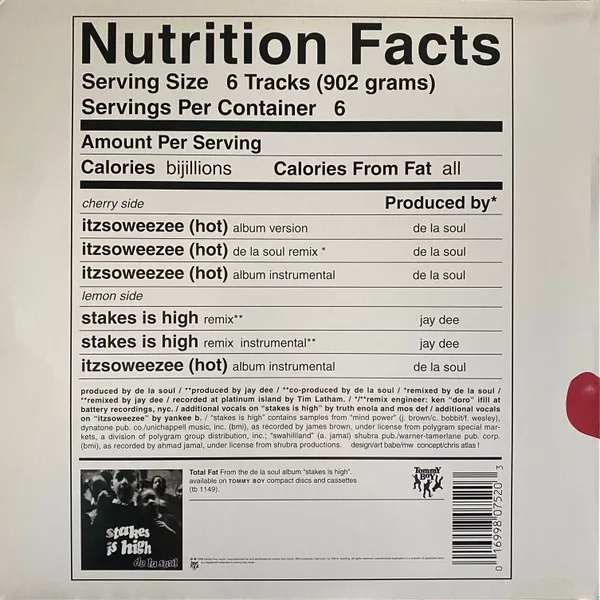 Nutrition Facts
Serving Size 6 Tracks (902 grams)
Servings Per Container 6
Amount Per Serving
Calories bijillions Calories From Fat all
cherry side Produced by*
itzsoweezee (hot) album version de la soul
itzsoweezee (hot) de la soul remix * de la soul
itzsoweezee (hot) album instrumental de la soul
lemon side
stakes is high remix** jay dee
stakes is high remix instrumental** jay dee
itzsoweezee (hot) album instrumental de la soul
produced by de la soul / **produced by jay dee / **co-produced by de la soul / *remixed by de la soul /
**remixed by jay dee / recorded at platinum island by Tim Latham. / */**remix engineer: ken "doro" ifill at
battery recordings, nyc. / additional vocals on "stakes is high" by truth enola and mos def / additional vocals
on "itzsoweezee" by yankee b. / "stakes is high" contains samples from "mind power" (j. brown/c. bobbit/f. wesley),
dynatone pub. co./unichappell music, inc. (bmi), as recorded by james brown, under license from polygram special mar-
kets, a division of polygram group distribution, inc.; "swahililand" (a. jamal) shubra pub./warner-tamerlane pub. corp.
(bmi), as recorded by ahmad jamal, under license from shubra productions. design/art babe/mw concept/chris atlas !
Total Fat From the de la soul album "stakes is high".
available on TOMMY BOY compact discs and cassettes
(tb 1149).
Tommy
Boy
stakes
is high
de la soul
0 16998 07520 3